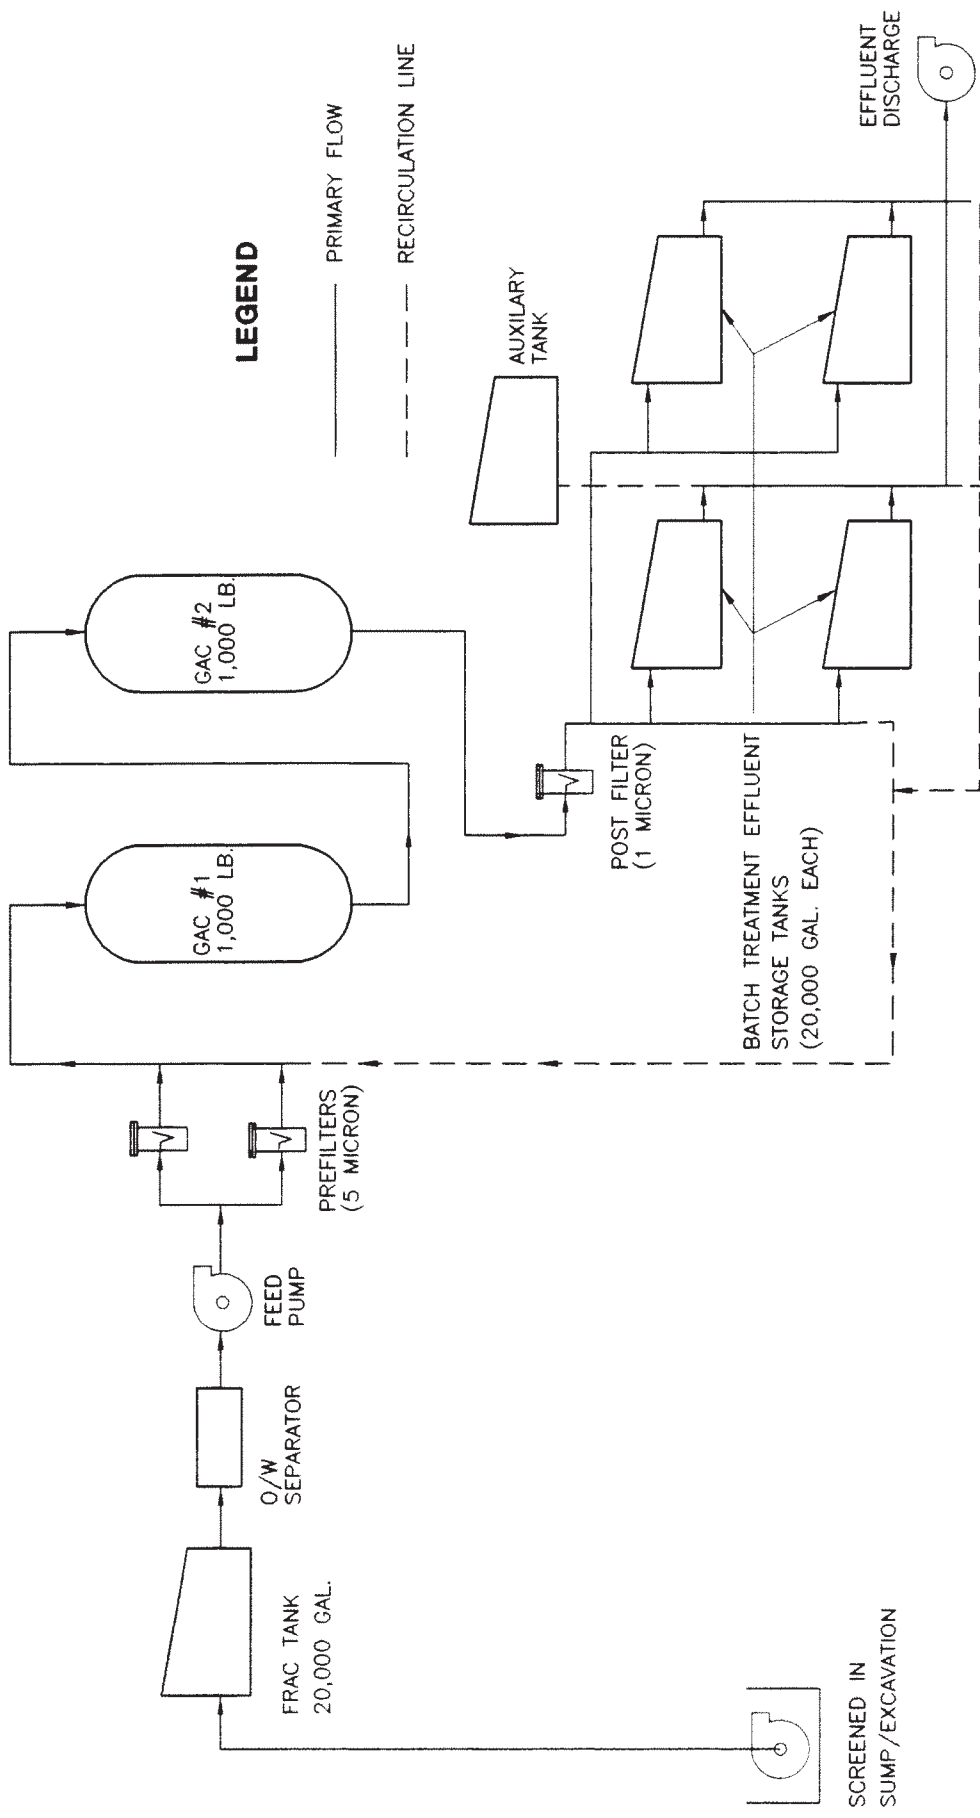 LEGEND
PRIMARY FLOW
RECIRCULATION LINE
GAC #1
1,000 LB.
GAC #2
1,000 LB.
PREFILTERS
(5 MICRON)
FEED
PUMP
O/W
SEPARATOR
FRAC TANK
20,000 GAL.
SCREENED IN
SUMP/EXCAVATION
POST FILTER
(1 MICRON)
AUXILARY
TANK
BATCH TREATMENT EFFLUENT
STORAGE TANKS
(20,000 GAL. EACH)
EFFLUENT
DISCHARGE